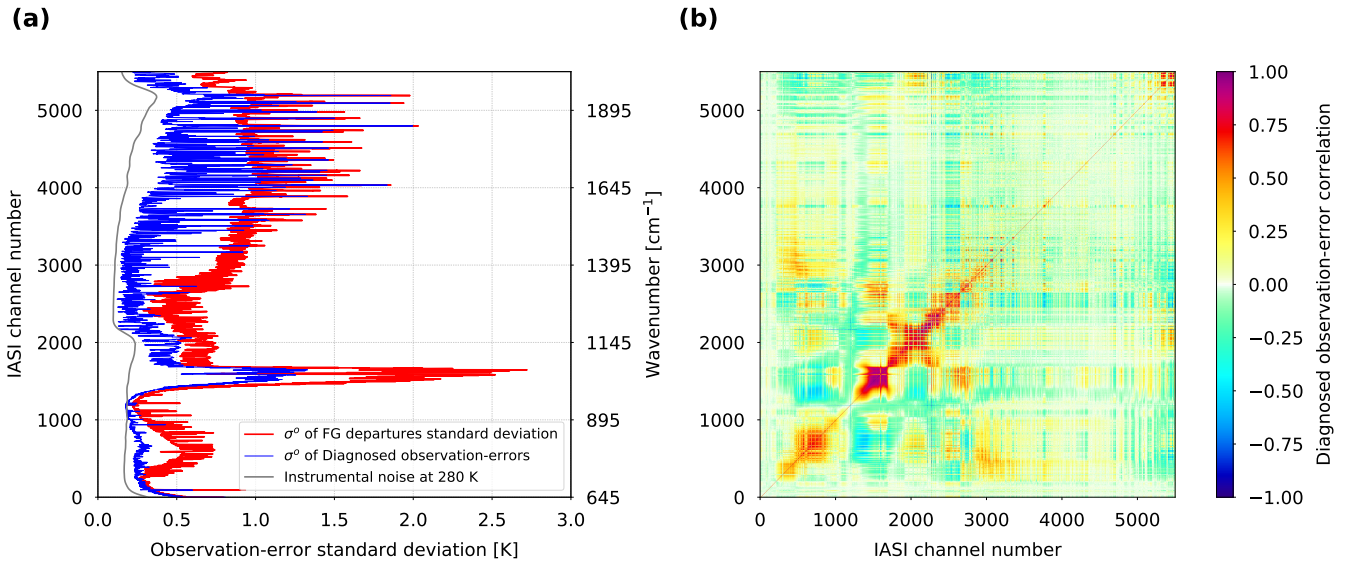 (a)
(b)
IASI channel number
5000
4000
3000
2000
1000
0
0.0 0.5 1.0 1.5 2.0 2.5 3.0
Observation-error standard deviation [K]
1895
1645
1395
1145
895
645
Wavenumber [cm⁻¹]
σᵒ of FG departures standard deviation
σᵒ of Diagnosed observation-errors
Instrumental noise at 280 K
5000
4000
3000
2000
1000
0
0 1000 2000 3000 4000 5000
IASI channel number
1.00
0.75
0.50
0.25
0.00
−0.25
−0.50
−0.75
−1.00
Diagnosed observation-error correlation